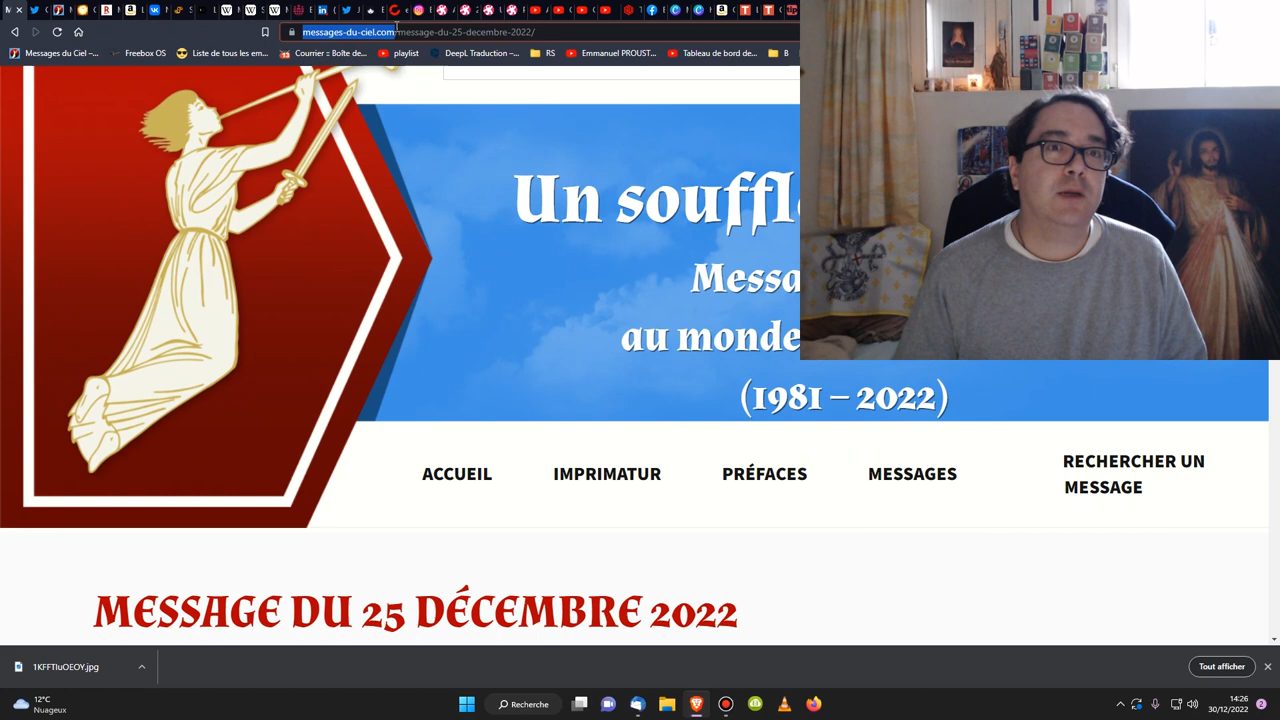 messages-du-ciel.com/message-du-25-decembre-2022/
Messages du Ciel –...
Freebox OS
Liste de tous les em...
Courrier :: Boîte de...
playlist
DeepL Traduction –...
RS
Emmanuel PROUST...
Tableau de bord de...
B
Un souffl
Messa
au monde
(1981 – 2022)
ACCUEIL
IMPRIMATUR
PRÉFACES
MESSAGES
RECHERCHER UN
MESSAGE
MESSAGE DU 25 DÉCEMBRE 2022
1KFFTIuOEOY.jpg
Tout afficher
12°C
Nuageux
Recherche
14:26
30/12/2022
2